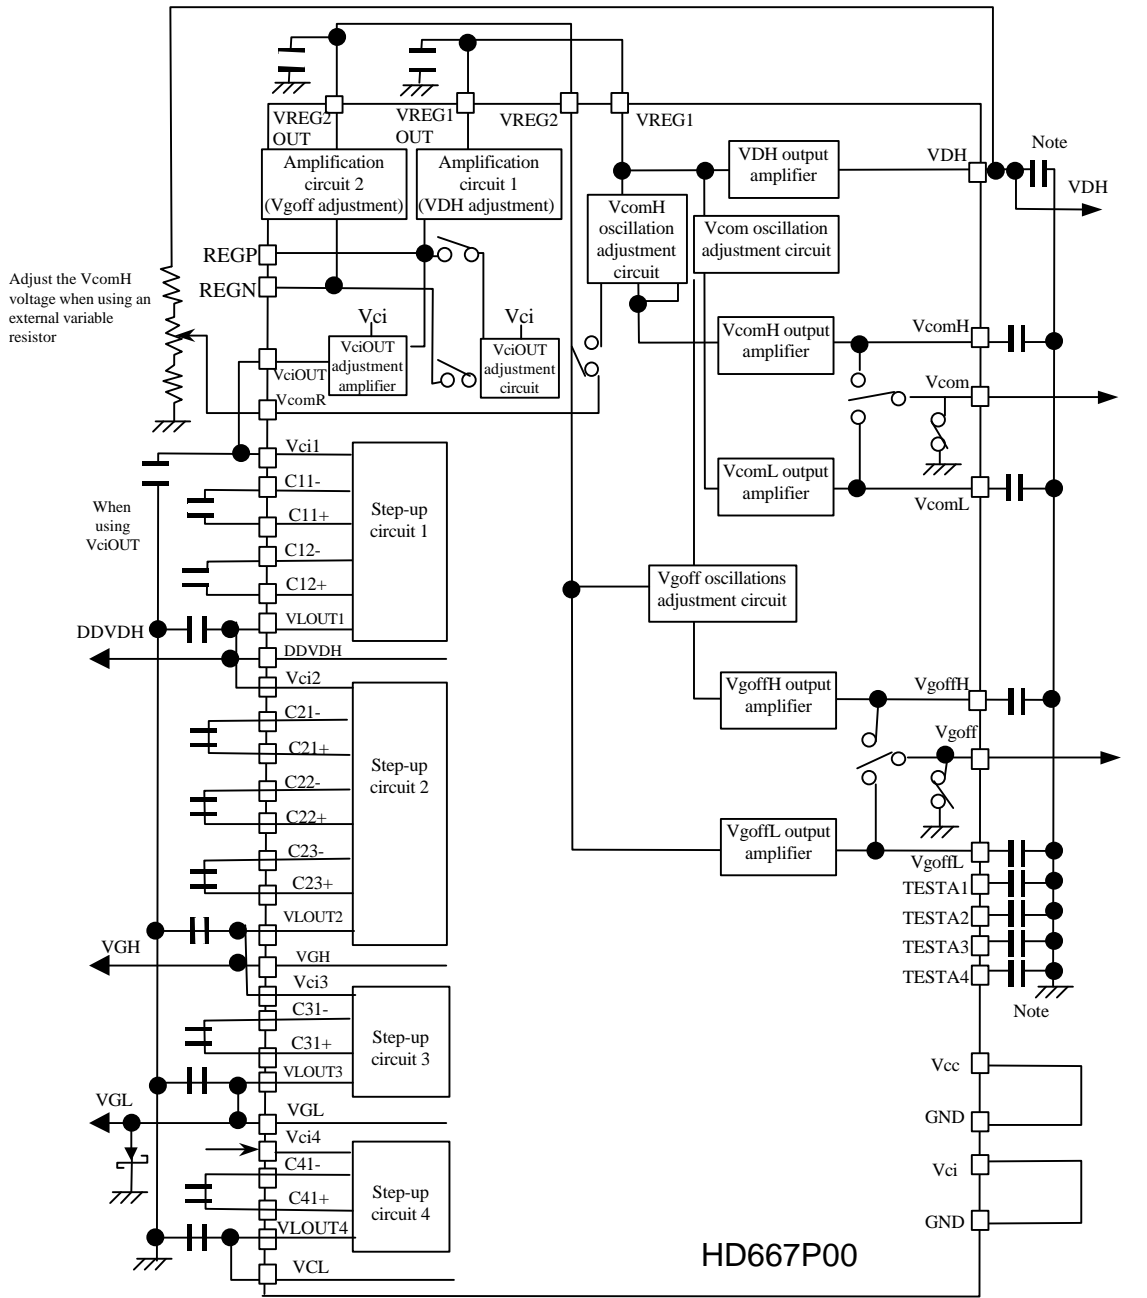 VREG2
OUT
VREG1
OUT
VREG2
VREG1
Amplification
circuit 2
(Vgoff adjustment)
Amplification
circuit 1
(VDH adjustment)
VDH output
amplifier
VDH
Note
VDH
VcomH
oscillation
adjustment
circuit
Vcom oscillation
adjustment circuit
REGP
REGN
Adjust the VcomH
voltage when using an
external variable
resistor
Vci
Vci
VciOUT
VciOUT
adjustment
amplifier
VciOUT
adjustment
circuit
VcomR
VcomH output
amplifier
VcomH
Vcom
VcomL output
amplifier
VcomL
Vci1
C11-
C11+
C12-
C12+
VLOUT1
Step-up
circuit 1
When
using
VciOUT
DDVDH
DDVDH
Vgoff oscillations
adjustment circuit
Vci2
C21-
C21+
C22-
C22+
C23-
C23+
VLOUT2
Step-up
circuit 2
VgoffH output
amplifier
VgoffH
Vgoff
VgoffL output
amplifier
VgoffL
TESTA1
TESTA2
TESTA3
TESTA4
Note
VGH
VGH
Vci3
C31-
C31+
VLOUT3
Step-up
circuit 3
VGL
VGL
Vci4
C41-
C41+
VLOUT4
Step-up
circuit 4
VCL
Vcc
GND
Vci
GND
HD667P00